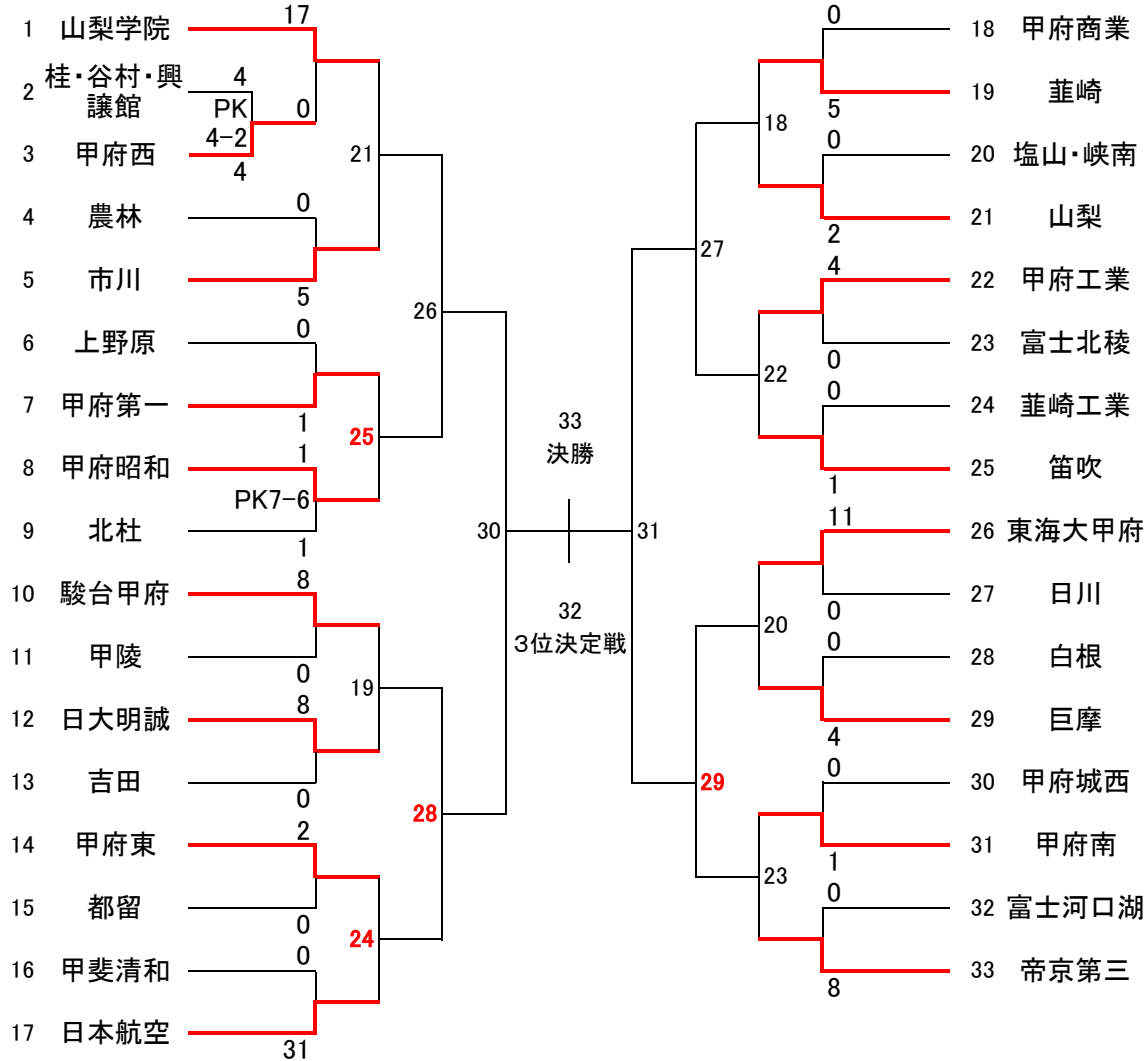 17
1 山梨学院
桂・谷村・興
2 譲館
4
PK
0
4-2
3 甲府西
4
21
0
4 農林
5 市川
5
26
0
6 上野原
7 甲府第一
1
25
1
8 甲府昭和
PK7-6
9 北杜
1
30
8
10 駿台甲府
11 甲陵
0
19
8
12 日大明誠
13 吉田
0
28
2
14 甲府東
15 都留
0
24
0
16 甲斐清和
17 日本航空
31
33
決勝
32
3位決定戦
31
0
18 甲府商業
19 韮崎
5
18
0
20 塩山・峡南
21 山梨
2
27
4
22 甲府工業
23 富士北稜
0
22
0
24 韮崎工業
25 笛吹
1
11
26 東海大甲府
27 日川
0
20
0
28 白根
29 巨摩
4
29
0
30 甲府城西
31 甲府南
1
23
0
32 富士河口湖
33 帝京第三
8